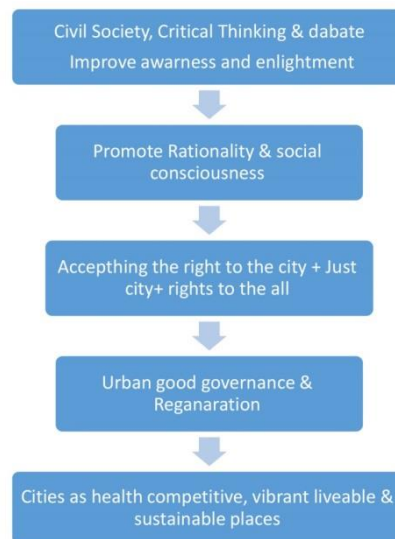 Civil Society, Critical Thinking & dabate
Improve awarness and enlightment
Promote Rationality & social
consciousness
Accepthing the right to the city + Just
city+ rights to the all
Urban good governance &
Reganaration
Cities as health competitive, vibrant liveable &
sustainable places